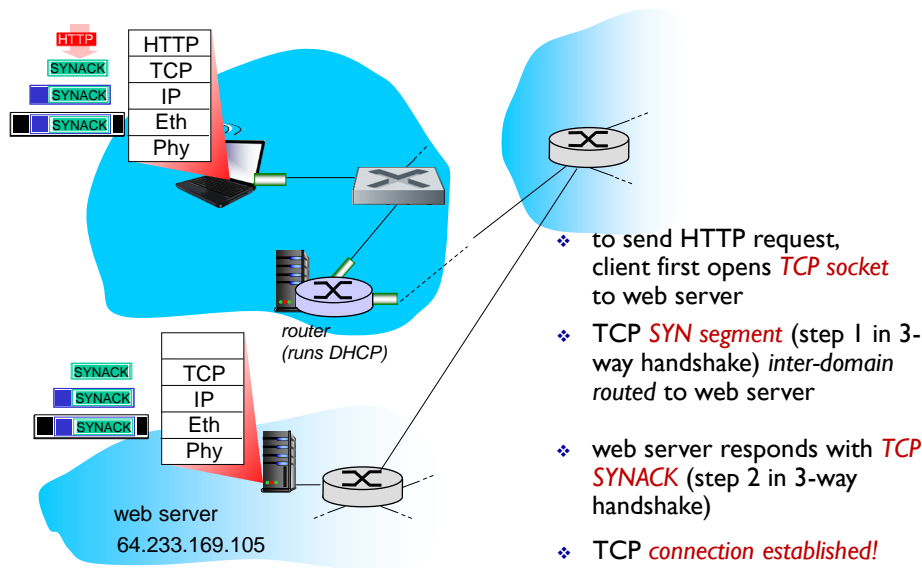 HTTP
SYNACK
SYNACK
SYNACK
HTTP
TCP
IP
Eth
Phy
router
(runs DHCP)
SYNACK
SYNACK
SYNACK
TCP
IP
Eth
Phy
web server
64.233.169.105
❖ to send HTTP request,
client first opens TCP socket
to web server
❖ TCP SYN segment (step 1 in 3-
way handshake) inter-domain
routed to web server
❖ web server responds with TCP
SYNACK (step 2 in 3-way
handshake)
❖ TCP connection established!